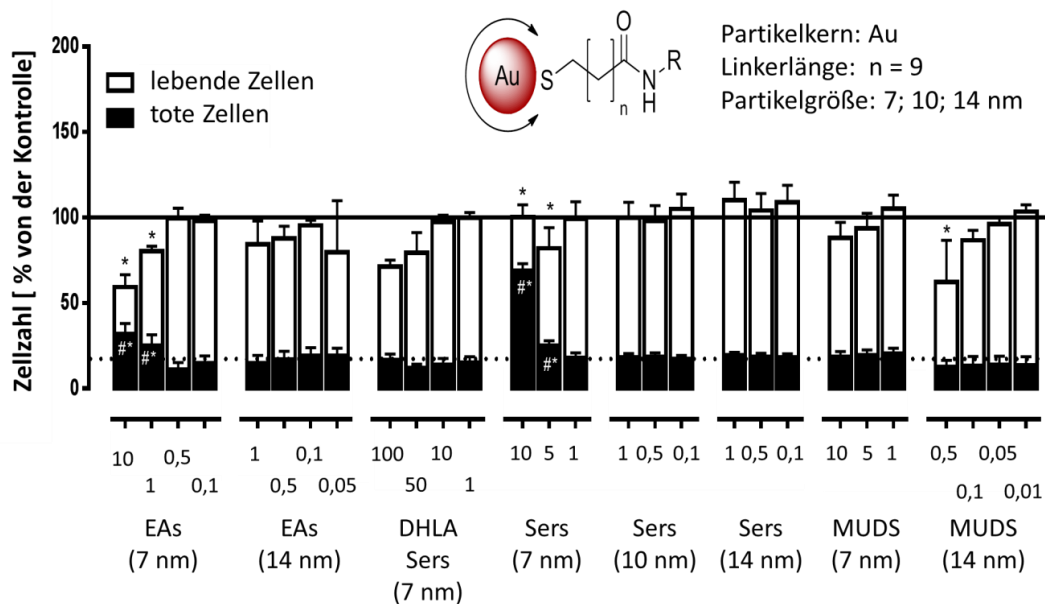 Zellzahl [ % von der Kontrolle]
200
150
100
50
0
lebende Zellen
tote Zellen
Au
S
n
O
N
H
R
Partikelkern: Au
Linkerlänge: n = 9
Partikelgröße: 7; 10; 14 nm
* * * * *
#* #* #* #*
10 1 0,5 0,1
1 0,5 0,1 0,05
100 50 10 1
10 5 1
1 0,5 0,1
1 0,5 0,1
10 5 1
0,5 0,1 0,05 0,01
EAs
(7 nm)
EAs
(14 nm)
DHLA
Sers
(7 nm)
Sers
(7 nm)
Sers
(10 nm)
Sers
(14 nm)
MUDS
(7 nm)
MUDS
(14 nm)